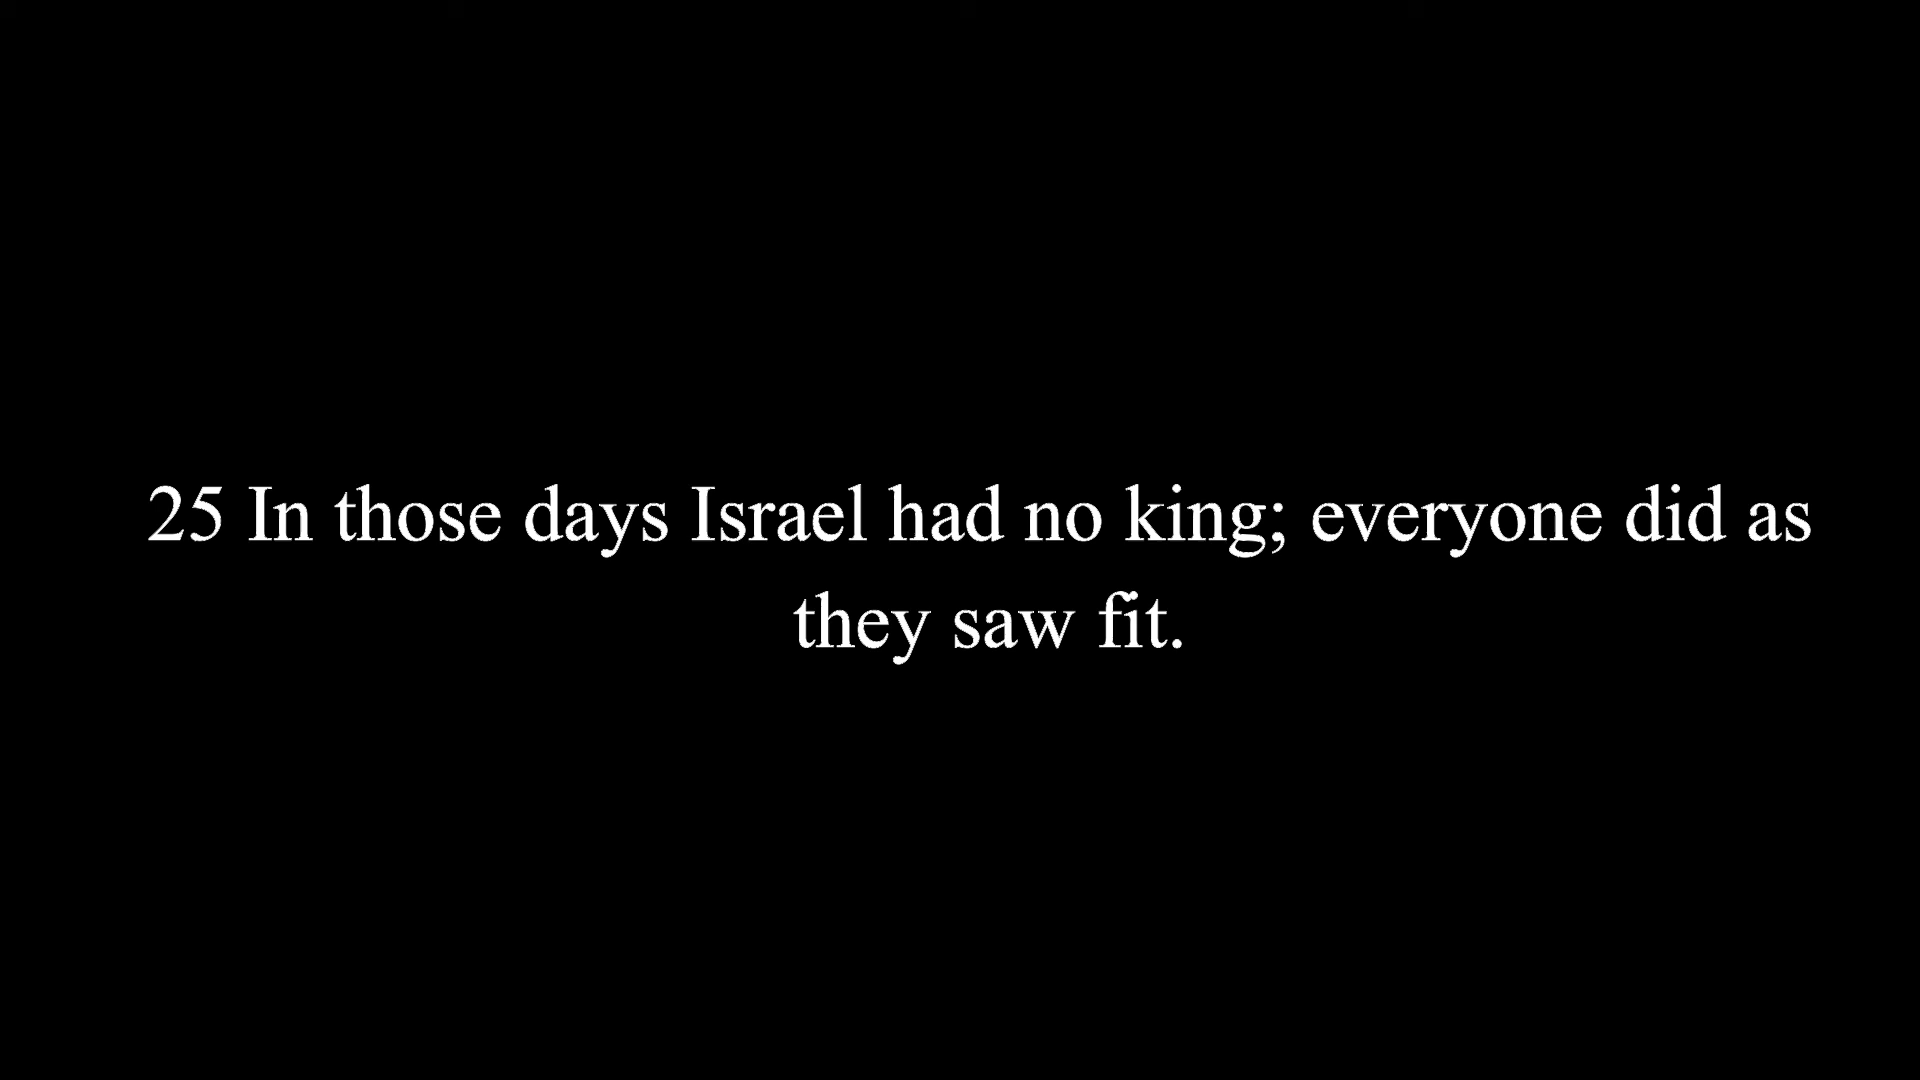 25 In those days Israel had no king; everyone did as
they saw fit.